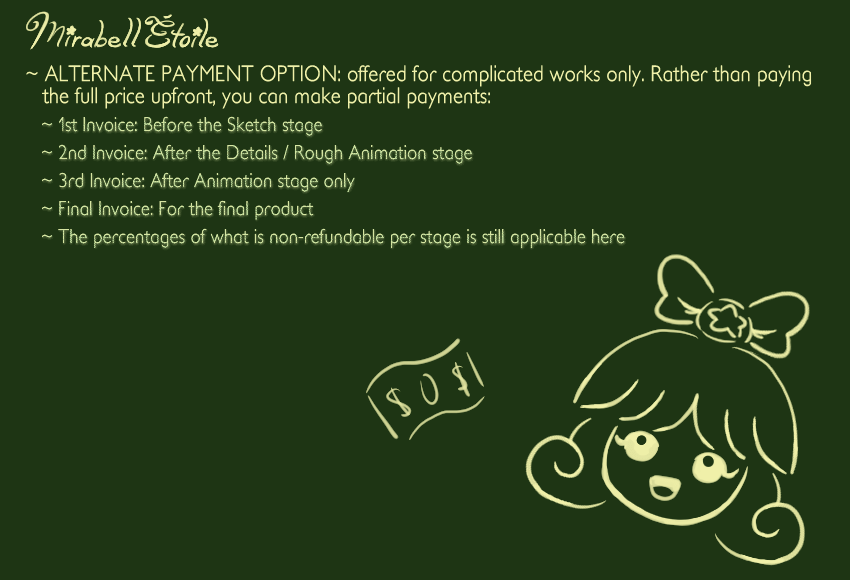 Mirabell Étoile
~ ALTERNATE PAYMENT OPTION: offered for complicated works only. Rather than paying
the full price upfront, you can make partial payments:
~ 1st Invoice: Before the Sketch stage
~ 2nd Invoice: After the Details / Rough Animation stage
~ 3rd Invoice: After Animation stage only
~ Final Invoice: For the final product
~ The percentages of what is non-refundable per stage is still applicable here
$ 0 $